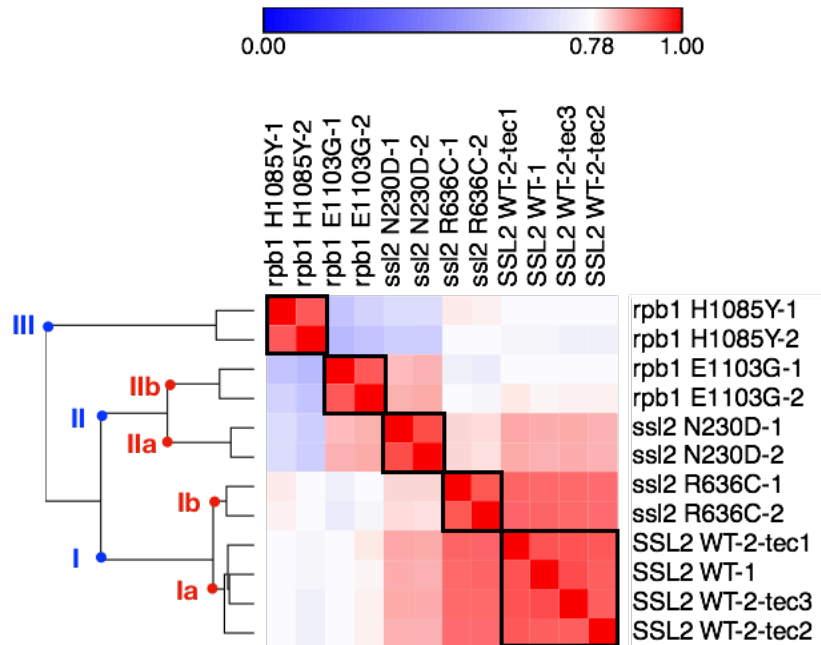 0.00 0.78 1.00
rpb1 H1085Y-1
rpb1 H1085Y-2
rpb1 E1103G-1
rpb1 E1103G-2
ssl2 N230D-1
ssl2 N230D-2
ssl2 R636C-1
ssl2 R636C-2
SSL2 WT-2-tec1
SSL2 WT-1
SSL2 WT-2-tec3
SSL2 WT-2-tec2
III
IIb
II
IIa
Ib
I
Ia
rpb1 H1085Y-1
rpb1 H1085Y-2
rpb1 E1103G-1
rpb1 E1103G-2
ssl2 N230D-1
ssl2 N230D-2
ssl2 R636C-1
ssl2 R636C-2
SSL2 WT-2-tec1
SSL2 WT-1
SSL2 WT-2-tec3
SSL2 WT-2-tec2